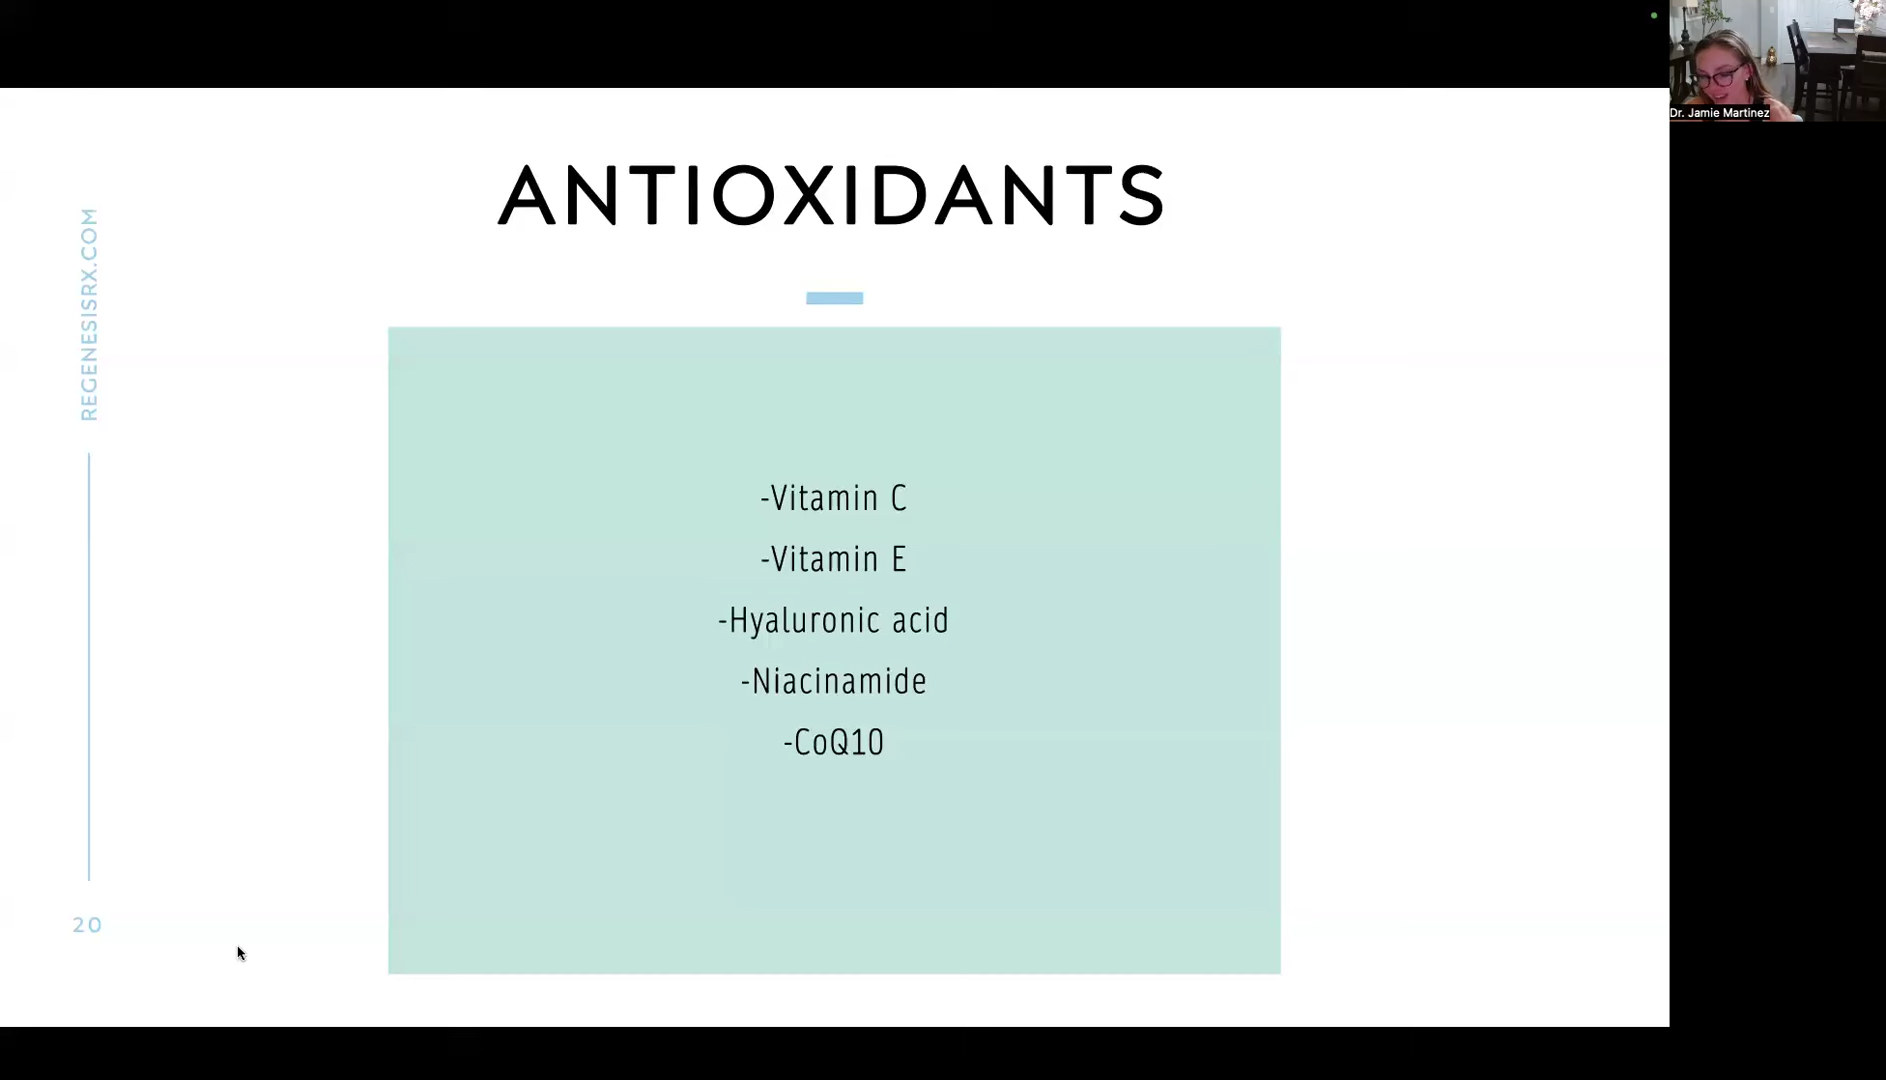 Dr. Jamie Martinez
ANTIOXIDANTS
REGENESISRX.COM
-Vitamin C
-Vitamin E
-Hyaluronic acid
-Niacinamide
-CoQ10
20